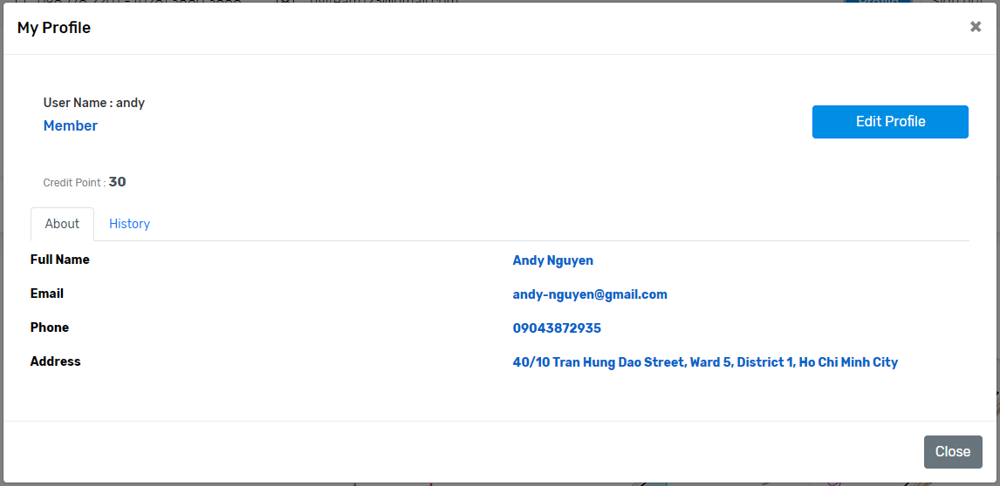 My Profile
User Name : andy
Member
Edit Profile
Credit Point : 30
About
History
Full Name
Andy Nguyen
Email
andy-nguyen@gmail.com
Phone
09043872935
Address
40/10 Tran Hung Dao Street, Ward 5, District 1, Ho Chi Minh City
Close